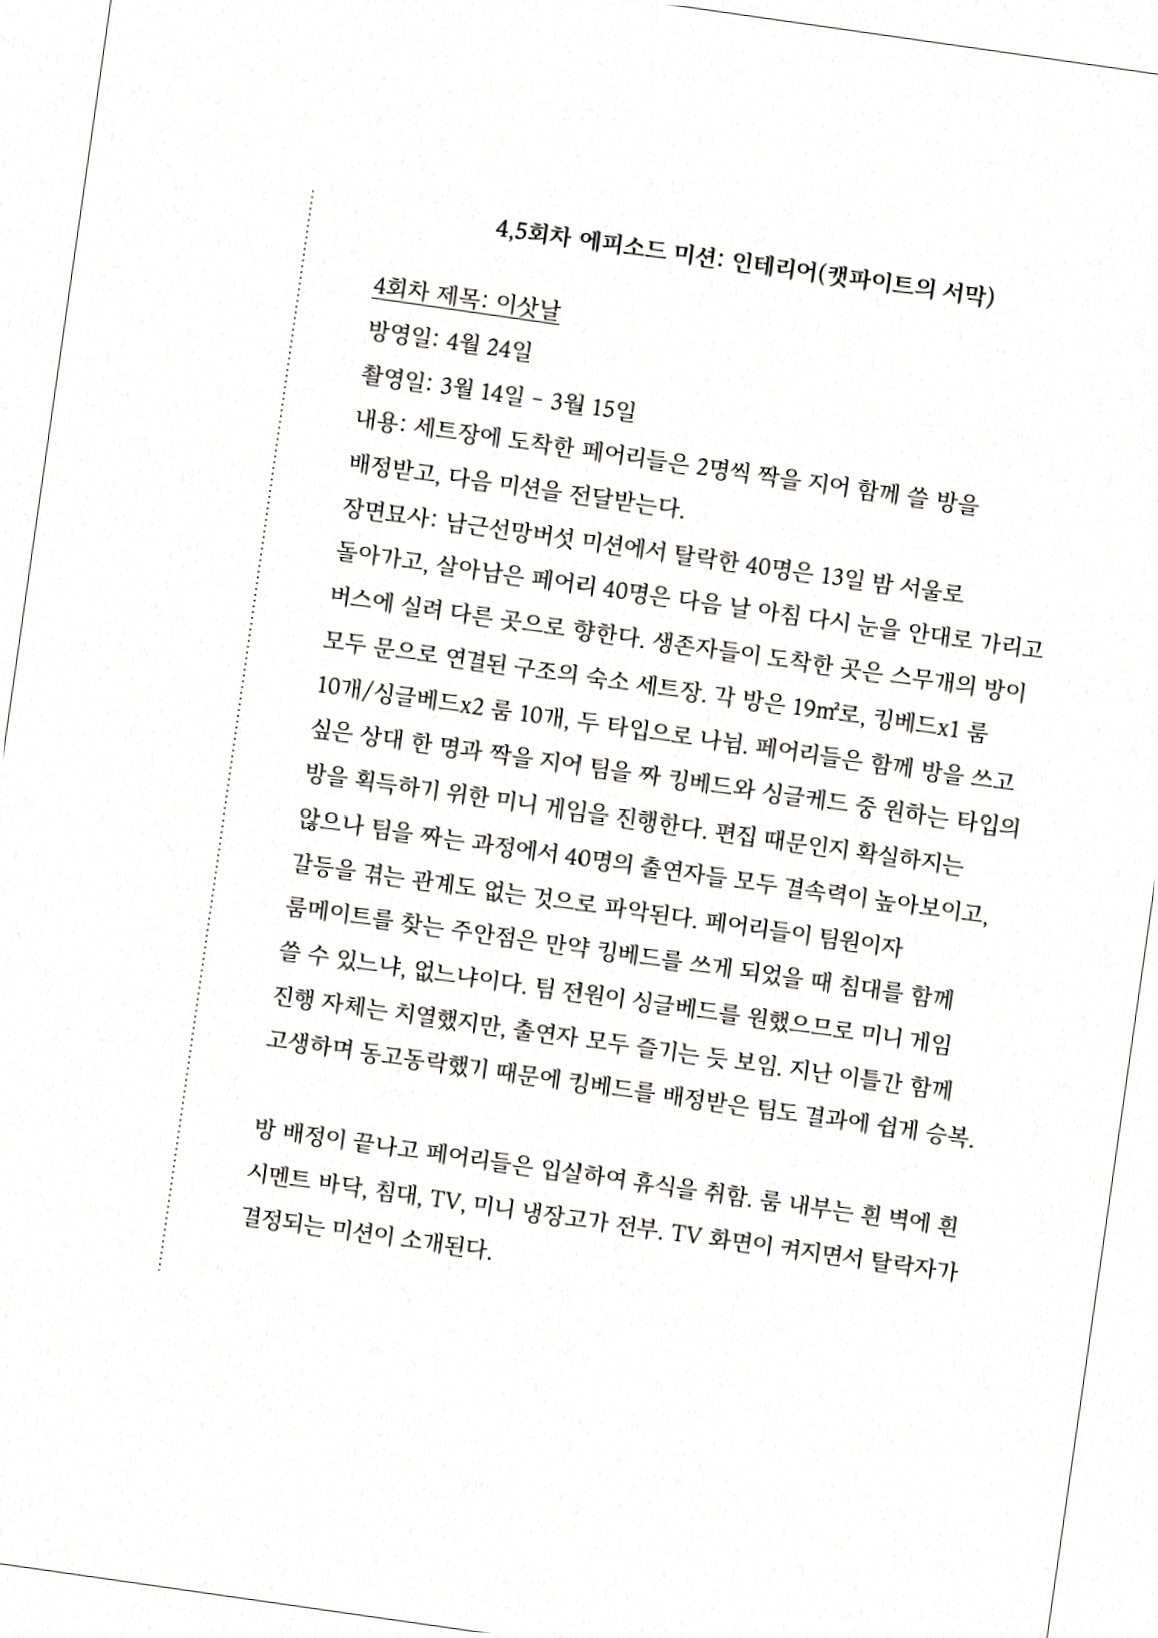 4,5회차 에피소드 미션: 인테리어(캣파이트의 서막)
4회차 제목: 이삿날
방영일: 4월 24일
촬영일: 3월 14일 – 3월 15일
내용: 세트장에 도착한 페어리들은 2명씩 짝을 지어 함께 쓸 방을
배정받고, 다음 미션을 전달받는다.
장면묘사: 남근선망버섯 미션에서 탈락한 40명은 13일 밤 서울로
돌아가고, 살아남은 페어리 40명은 다음 날 아침 다시 눈을 안대로 가리고
버스에 실려 다른 곳으로 향한다. 생존자들이 도착한 곳은 스무개의 방이
모두 문으로 연결된 구조의 숙소 세트장. 각 방은 19㎡로, 킹베드x1 룸
10개/싱글베드x2 룸 10개, 두 타입으로 나뉨. 페어리들은 함께 방을 쓰고
싶은 상대 한 명과 짝을 지어 팀을 짜 킹베드와 싱글케드 중 원하는 타입의
방을 획득하기 위한 미니 게임을 진행한다. 편집 때문인지 확실하지는
않으나 팀을 짜는 과정에서 40명의 출연자들 모두 결속력이 높아보이고,
갈등을 겪는 관계도 없는 것으로 파악된다. 페어리들이 팀원이자
룸메이트를 찾는 주안점은 만약 킹베드를 쓰게 되었을 때 침대를 함께
쓸 수 있느냐, 없느냐이다. 팀 전원이 싱글베드를 원했으므로 미니 게임
진행 자체는 치열했지만, 출연자 모두 즐기는 듯 보임. 지난 이틀간 함께
고생하며 동고동락했기 때문에 킹베드를 배정받은 팀도 결과에 쉽게 승복.
방 배정이 끝나고 페어리들은 입실하여 휴식을 취함. 룸 내부는 흰 벽에 흰
시멘트 바닥, 침대, TV, 미니 냉장고가 전부. TV 화면이 켜지면서 탈락자가
결정되는 미션이 소개된다.